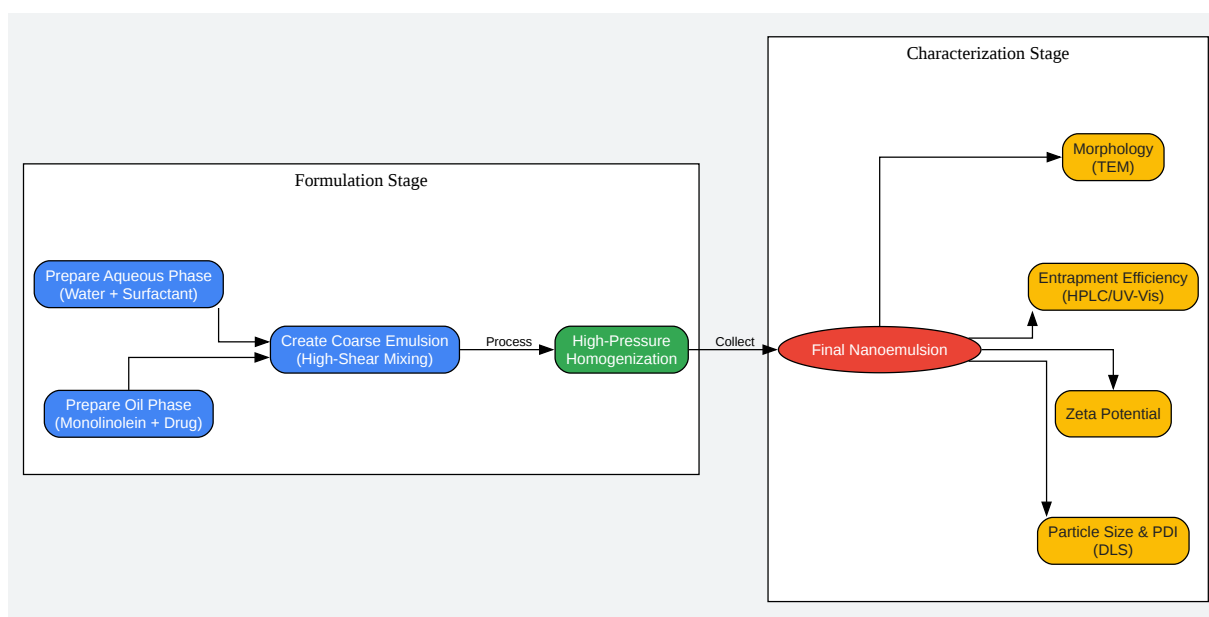 Formulation Stage
Prepare Aqueous Phase
(Water + Surfactant)
Prepare Oil Phase
(Monolinolein + Drug)
Create Coarse Emulsion
(High-Shear Mixing)
Process
High-Pressure
Homogenization
Collect
Characterization Stage
Final Nanoemulsion
Morphology
(TEM)
Entrapment Efficiency
(HPLC/UV-Vis)
Zeta Potential
Particle Size & PDI
(DLS)